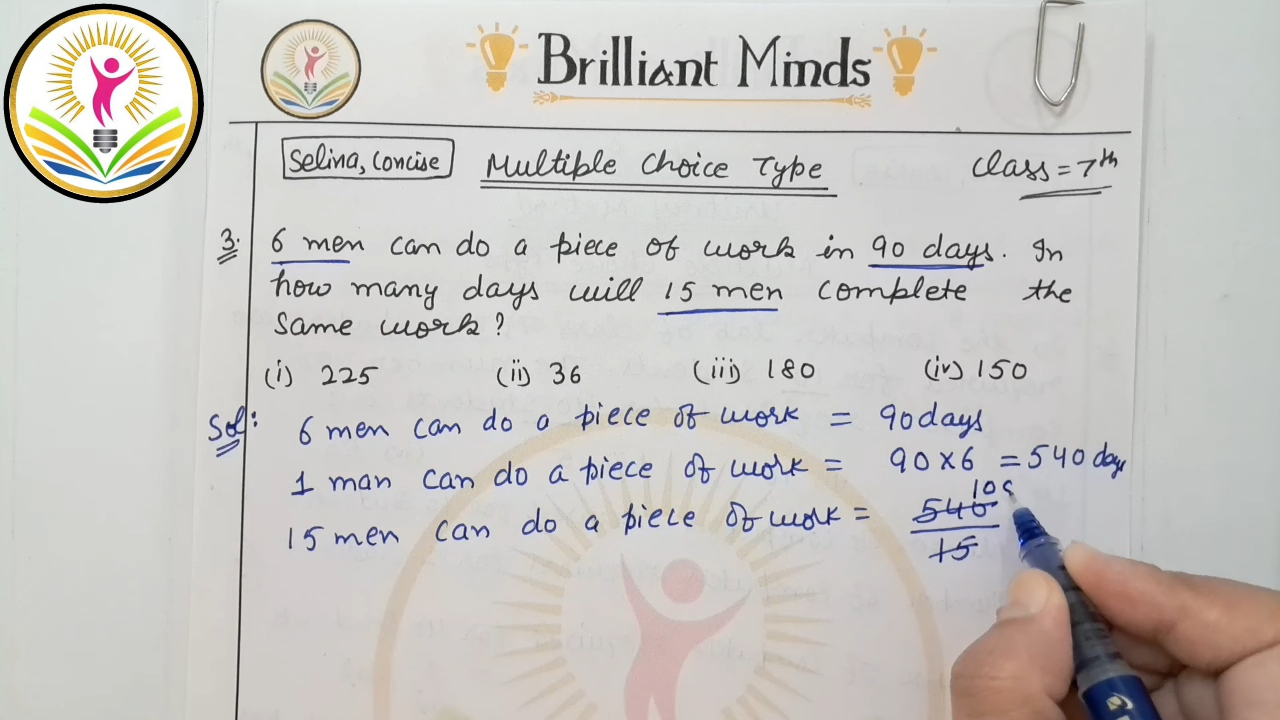 Brilliant Minds
Selina, Concise
Multiple Choice Type
Class = 7th
3. 6 men can do a piece of work in 90 days. In
how many days will 15 men complete the
same work?
(i) 225 (ii) 36 (iii) 180 (iv) 150
Sol: 6 men can do a piece of work = 90 days
1 man can do a piece of work = 90 × 6 = 540 days
15 men can do a piece of work = 540
15